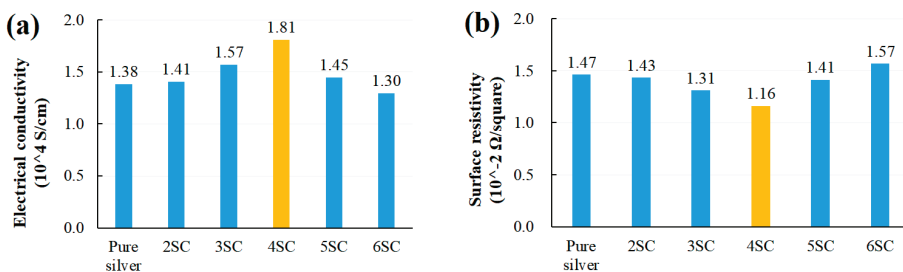 (a)
Electrical conductivity
(10^4 S/cm)
2.0
1.5
1.0
0.5
0.0
1.38
1.41
1.57
1.81
1.45
1.30
Pure
silver
2SC
3SC
4SC
5SC
6SC
(b)
Surface resistivity
(10^-2 Ω/square)
2.0
1.5
1.0
0.5
0.0
1.47
1.43
1.31
1.16
1.41
1.57
Pure
silver
2SC
3SC
4SC
5SC
6SC